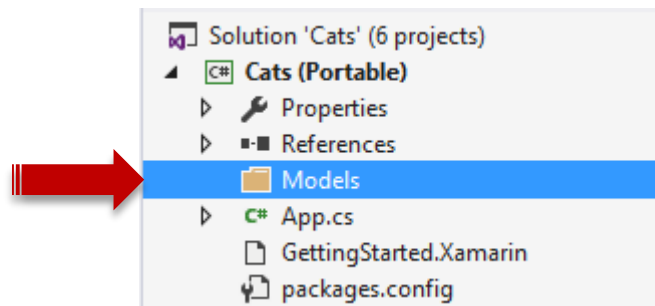 Solution 'Cats' (6 projects)
C# Cats (Portable)
Properties
References
Models
C# App.cs
GettingStarted.Xamarin
packages.config